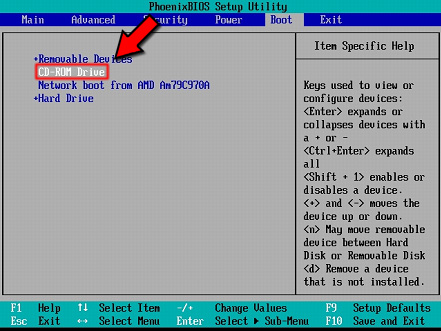 PhoenixBIOS Setup Utility
Main Advanced Security Power Boot Exit
+Removable Devices
CD-ROM Drive
Network boot from AMD Am79C970A
+Hard Drive
Item Specific Help
Keys used to view or
configure devices:
<Enter> expands or
collapses devices with
a + or -
<Ctrl+Enter> expands
all
<Shift + 1> enables or
disables a device.
<+> and <-> moves the
device up or down.
<n> May move removable
device between Hard
Disk or Removable Disk
<d> Remove a device
that is not installed.
F1 Help ↑↓ Select Item -/+ Change Values F9 Setup Defaults
Esc Exit ↔ Select Menu Enter Select ▶ Sub-Menu F10 Save and Exit